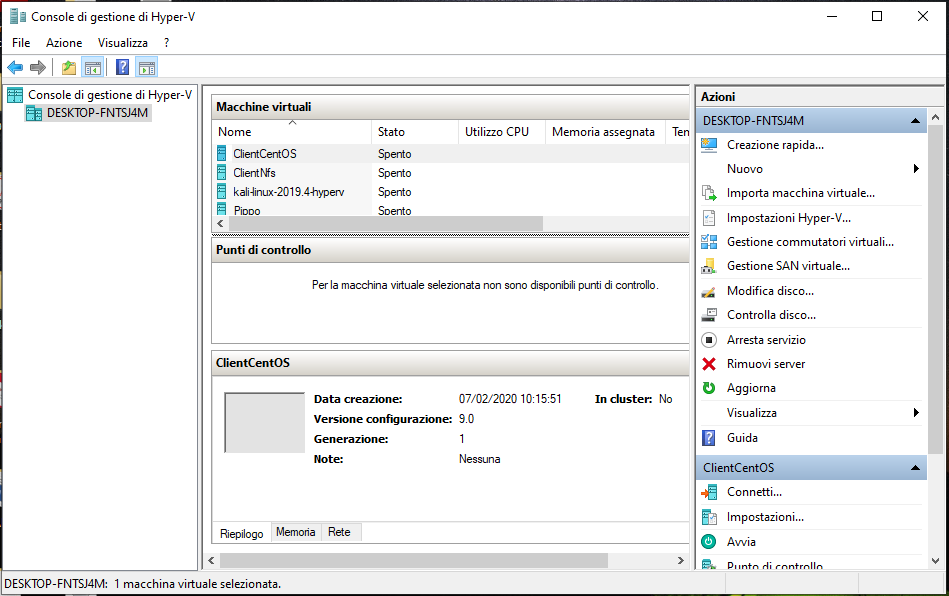 Console di gestione di Hyper-V
File Azione Visualizza ?
Console di gestione di Hyper-V
DESKTOP-FNTSJ4M
Macchine virtuali
Nome Stato Utilizzo CPU Memoria assegnata Ten
ClientCentOS Spento
ClientNfs Spento
kali-linux-2019.4-hyperv Spento
Pippo Spento
Punti di controllo
Per la macchina virtuale selezionata non sono disponibili punti di controllo.
ClientCentOS
Data creazione: 07/02/2020 10:15:51 In cluster: No
Versione configurazione: 9.0
Generazione: 1
Note: Nessuna
Riepilogo Memoria Rete
Azioni
DESKTOP-FNTSJ4M
Creazione rapida...
Nuovo
Importa macchina virtuale...
Impostazioni Hyper-V...
Gestione commutatori virtuali...
Gestione SAN virtuale...
Modifica disco...
Controlla disco...
Arresta servizio
Rimuovi server
Aggiorna
Visualizza
Guida
ClientCentOS
Connetti...
Impostazioni...
Avvia
Punto di controllo
DESKTOP-FNTSJ4M: 1 macchina virtuale selezionata.